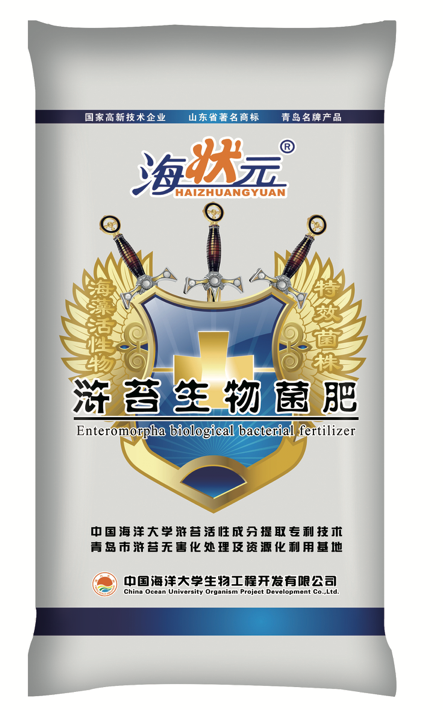 国家高新技术企业 山东省著名商标 青岛名牌产品
海状元®
HAIZHUANGYUAN
海藻活性物
特效菌株
浒苔生物菌肥
Enteromorpha biological bacterial fertilizer
中国海洋大学浒苔活性成分提取专利技术
青岛市浒苔无害化处理及资源化利用基地
中国海洋大学生物工程开发有限公司
China Ocean University Organism Project Development Co.,Ltd.